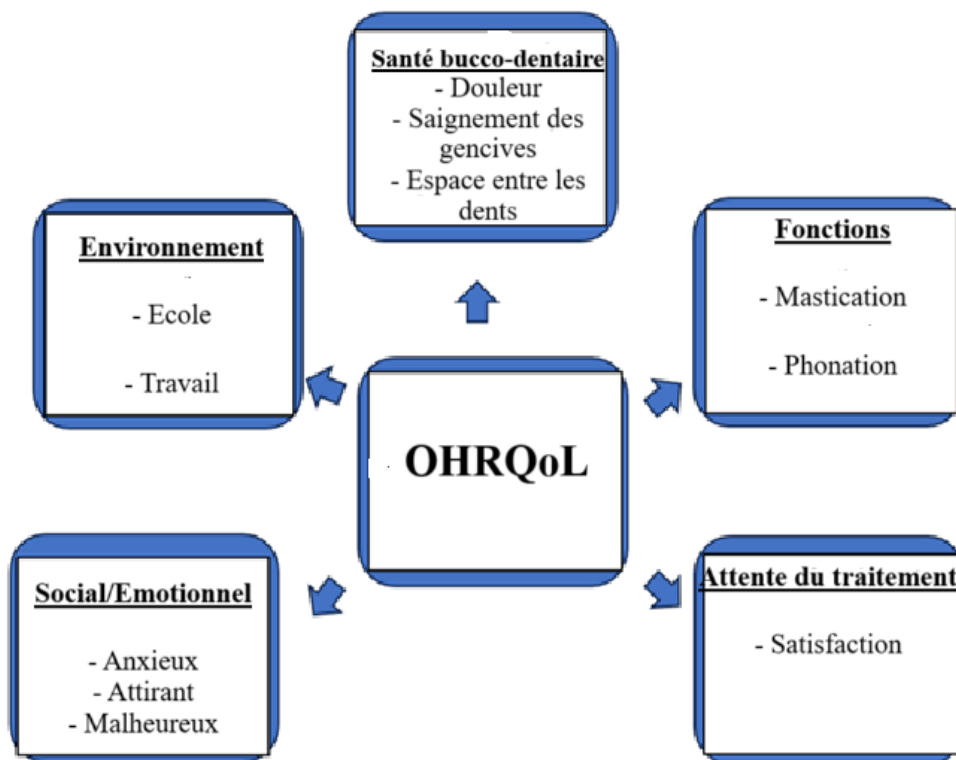 Santé bucco-dentaire
- Douleur
- Saignement des
gencives
- Espace entre les
dents
Environnement
- Ecole
- Travail
Fonctions
- Mastication
- Phonation
OHRQoL
Social/Emotionnel
- Anxieux
- Attirant
- Malheureux
Attente du traitement
- Satisfaction